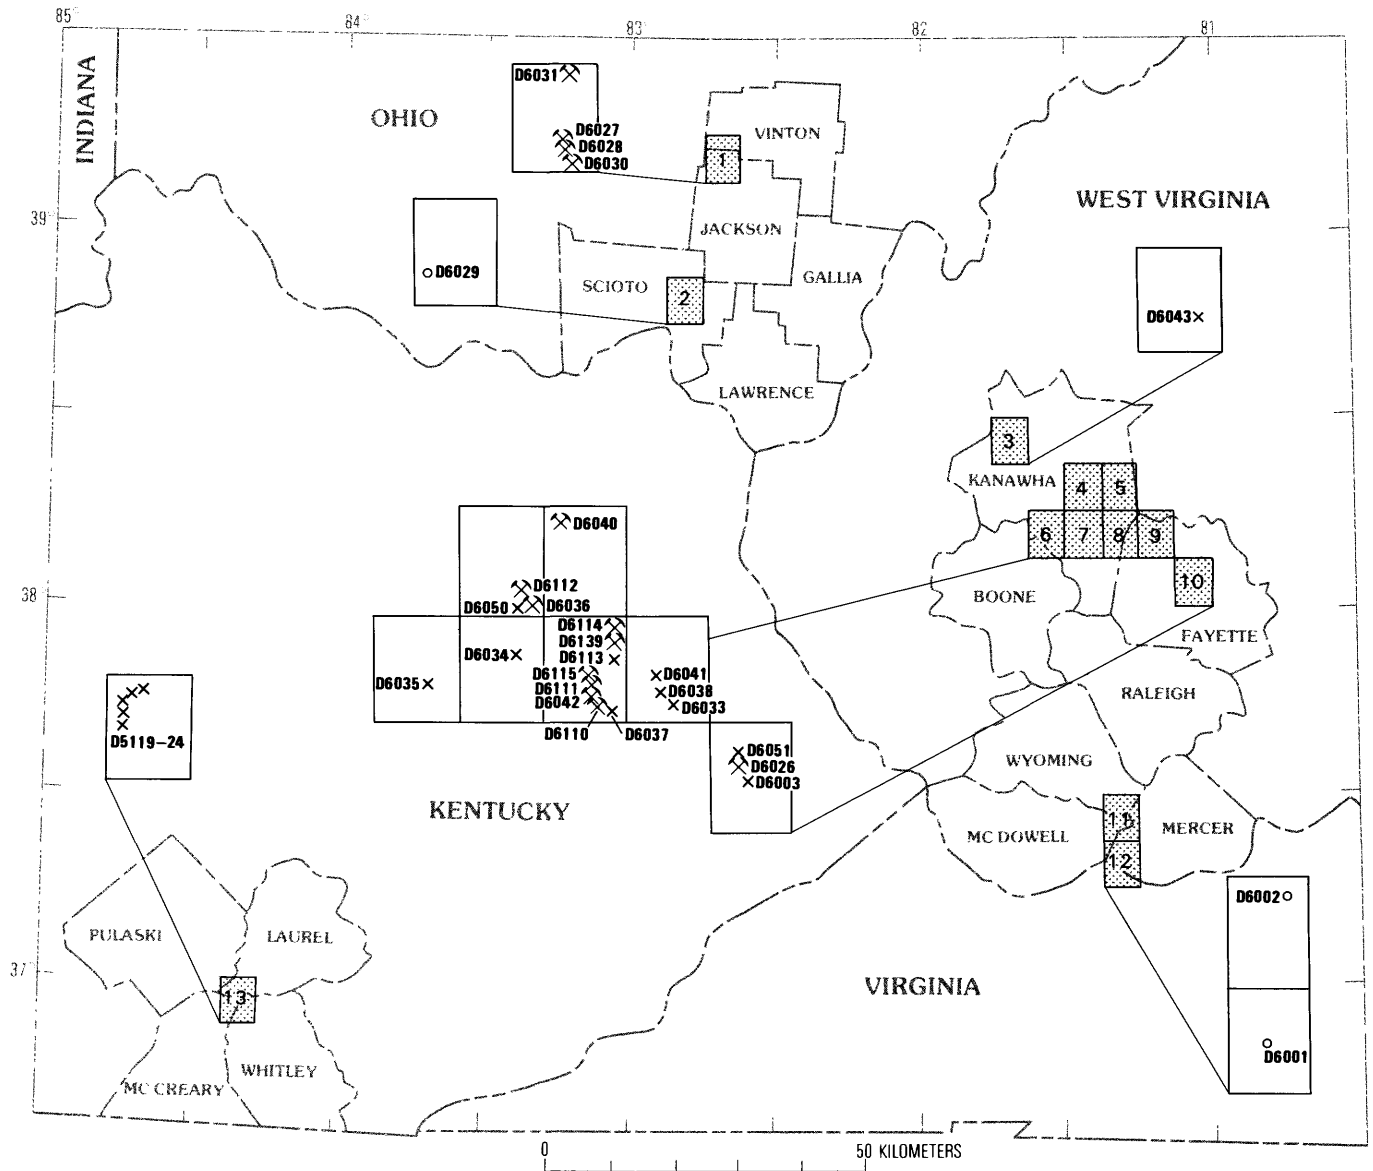 85°
84°
83°
82
81
INDIANA
OHIO
D6031
D6027
D6028
D6030
VINTON
1
39°
WEST VIRGINIA
JACKSON
D6029
SCIOTO
2
GALLIA
D6043
LAWRENCE
3
KANAWHA
4
5
D6040
6
7
8
9
38
D6112
D6050
D6036
10
BOONE
D6114
D6139
D6113
FAYETTE
D6034
D6035
D6115
D6111
D6042
D6041
D6038
D6033
RALEIGH
D6110
D6037
D5119–24
D6051
D6026
D6003
WYOMING
KENTUCKY
11
MC DOWELL
MERCER
12
D6002
PULASKI
LAUREL
37°
13
VIRGINIA
D6001
WHITLEY
MC CREARY
0
50 KILOMETERS